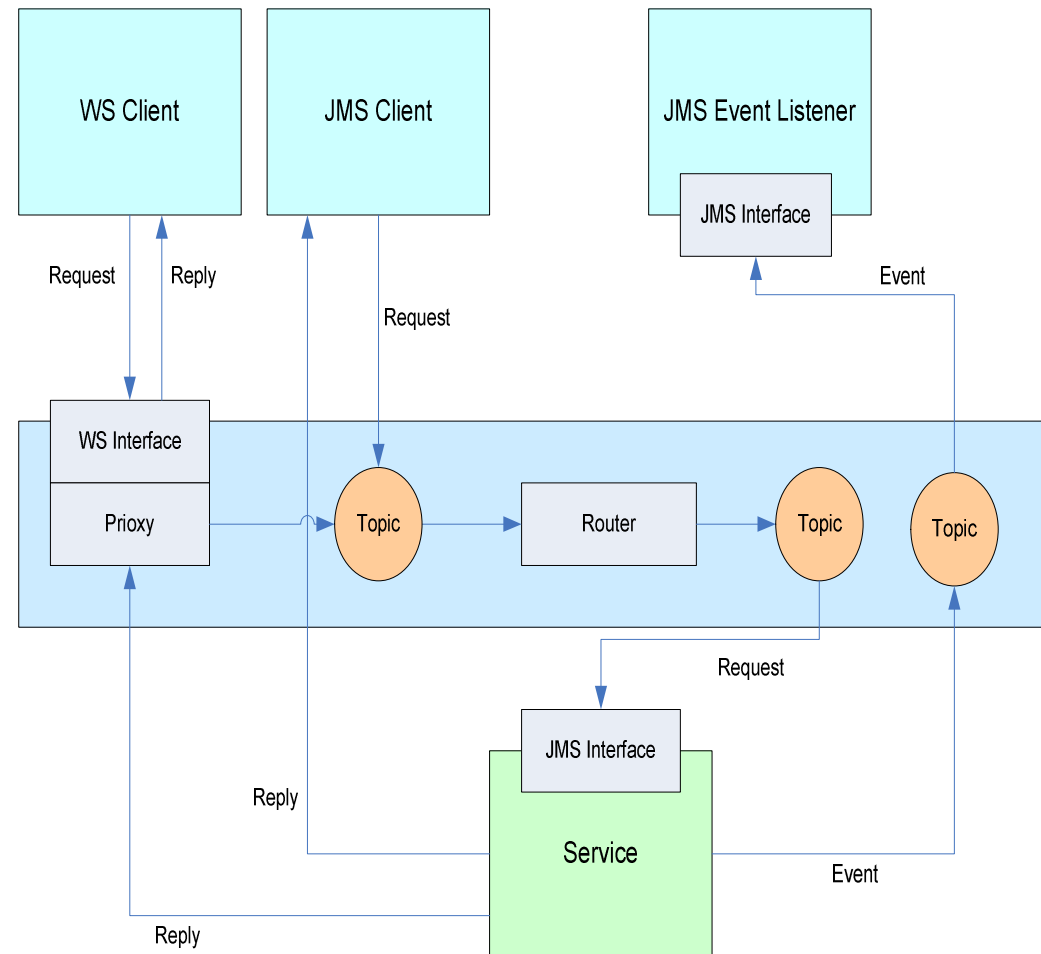 WS Client
JMS Client
JMS Event Listener
JMS Interface
Request
Reply
Event
Request
WS Interface
Prioxy
Topic
Router
Topic
Topic
Request
JMS Interface
Reply
Service
Event
Reply